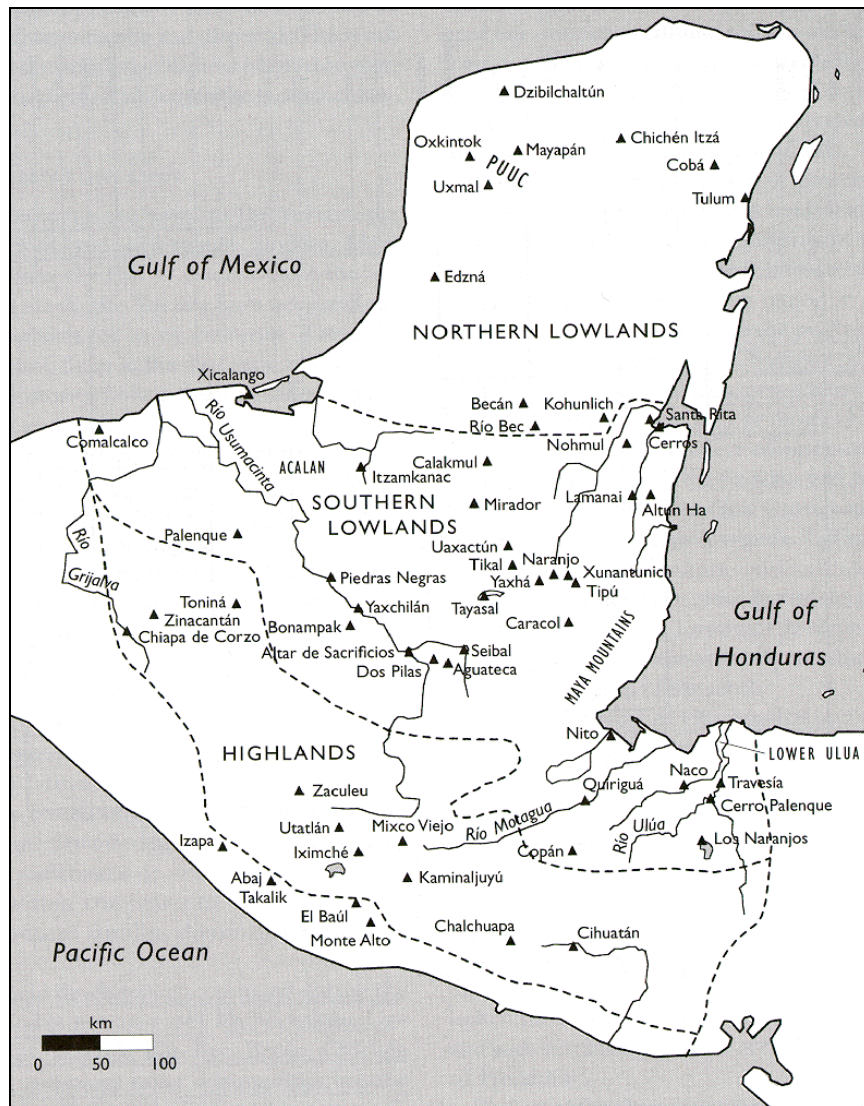 Dzibilchaltún
Oxkintok
Mayapán
Chichén Itzá
PUUC
Cobá
Uxmal
Tulum
Gulf of Mexico
Edzná
NORTHERN LOWLANDS
Xicalango
Becán
Kohunlich
Santa Rita
Río Bec
Comalcalco
Río Usumacinta
Nohmul
Cerros
ACALAN
Itzamkanac
Calakmul
SOUTHERN
LOWLANDS
Mirador
Lamanai
Altun Ha
Palenque
Uaxactún
Río
Grijalva
Tikal
Naranjo
Xunantunich
Piedras Negras
Yaxhá
Tipú
Toniná
Yaxchilán
Tayasal
Zinacantán
Bonampak
Caracol
Gulf of
Honduras
Chiapa de Corzo
Altar de Sacrificios
Seibal
MAYA MOUNTAINS
Dos Pilas
Aguateca
Nito
HIGHLANDS
LOWER ULUA
Zaculeu
Quiriguá
Naco
Travesía
Cerro Palenque
Utatlán
Mixco Viejo
Río Motagua
Río Ulúa
Izapa
Iximché
Copán
Los Naranjos
Abaj
Takalik
Kaminaljuyú
El Baúl
Monte Alto
Chalchuapa
Cihuatán
Pacific Ocean
km
0 50 100